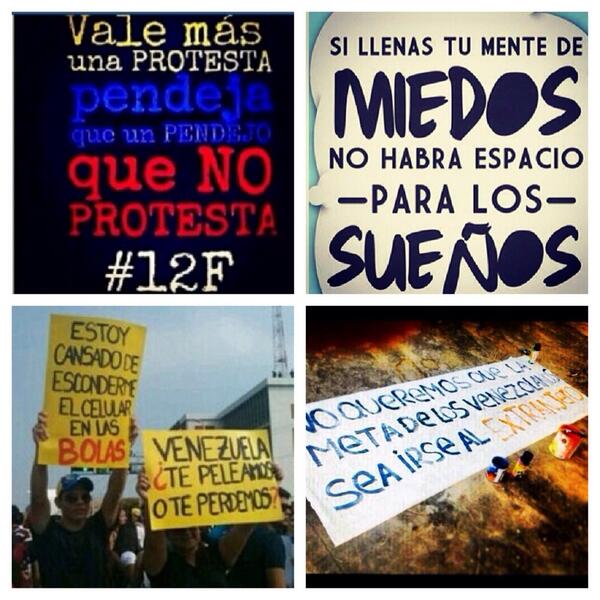 Vale más
una PROTESTA
pendeja
que un PENDEJO
que NO
PROTESTA
#12F
SI LLENAS TU MENTE DE
MIEDOS
NO HABRA ESPACIO
—PARA LOS—
SUEÑOS
ESTOY
CANSADO DE
ESCONDERME
EL CELULAR
EN LAS
BOLAS
VENEZUELA
¿TE PELEAMOS
O TE PERDEMOS?
NO QUEREMOS QUE LA
META DE LOS VENEZOLANOS
SEA IRSE AL EXTRANJERO